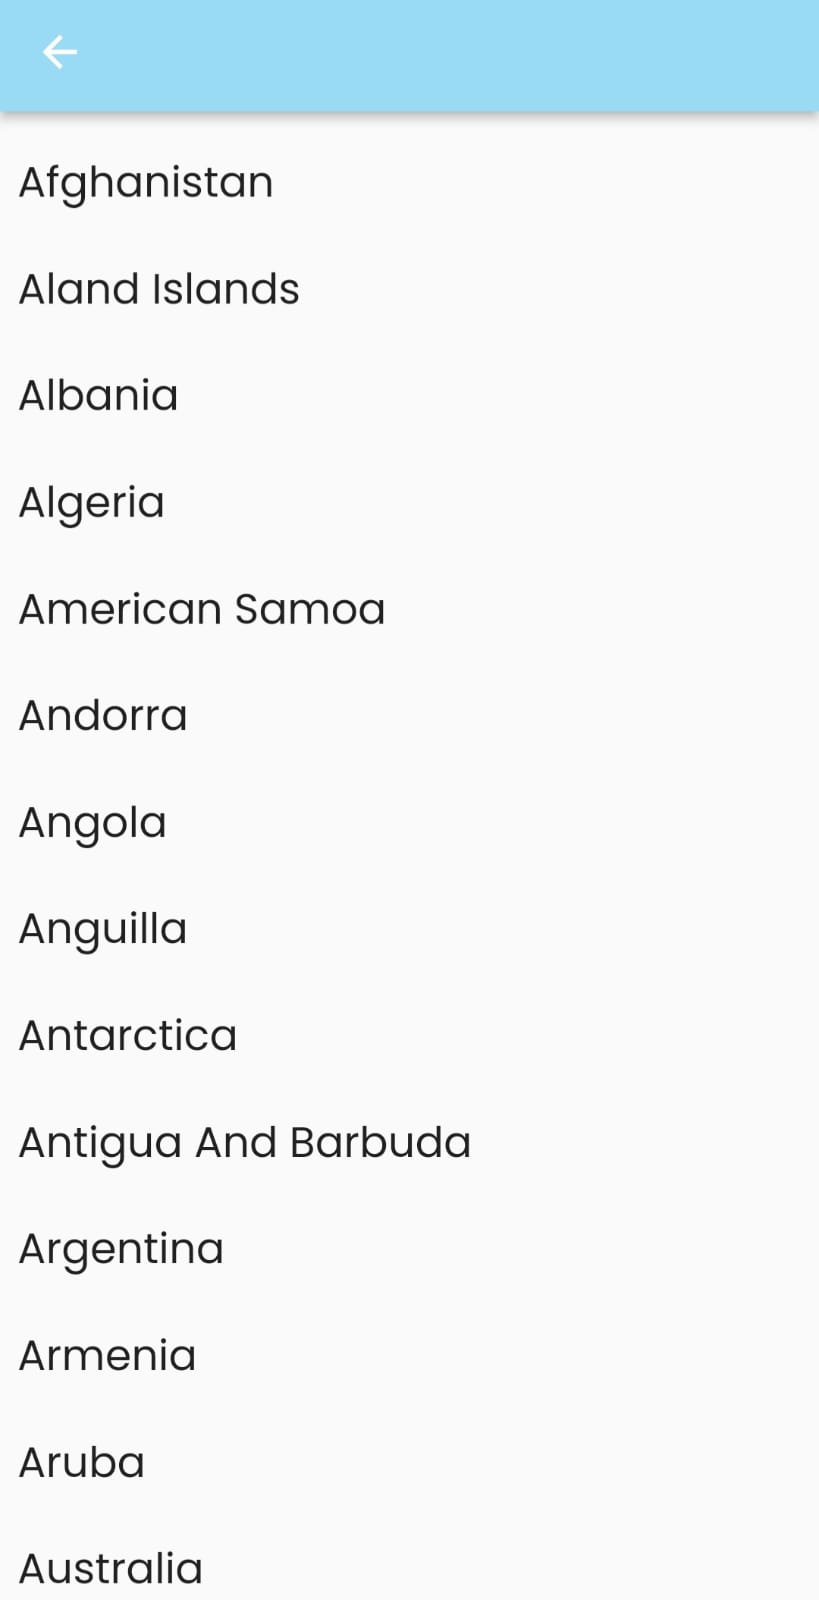 Afghanistan
Aland Islands
Albania
Algeria
American Samoa
Andorra
Angola
Anguilla
Antarctica
Antigua And Barbuda
Argentina
Armenia
Aruba
Australia